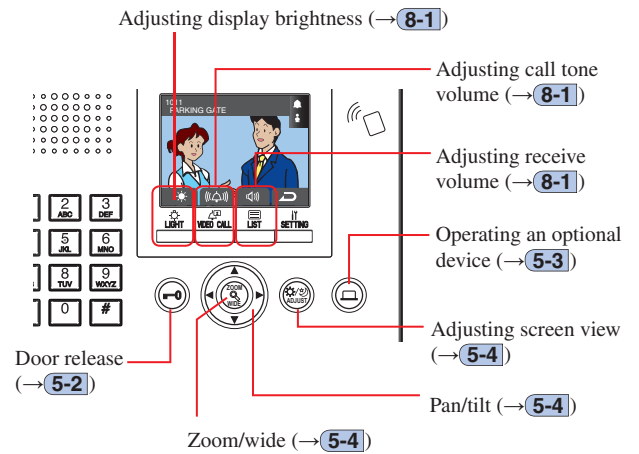 Adjusting display brightness (→8-1)
Adjusting call tone
volume (→8-1)
Adjusting receive
volume (→8-1)
Operating an optional
device (→5-3)
Adjusting screen view
(→5-4)
Pan/tilt (→5-4)
Zoom/wide (→5-4)
Door release
(→5-2)
1011
PARKING GATE
LIGHT VIDEO CALL LIST SETTING
2 3
ABC DEF
5 6
JKL MNO
8 9
TUV WXYZ
0 #
ZOOM
WIDE
ADJUST